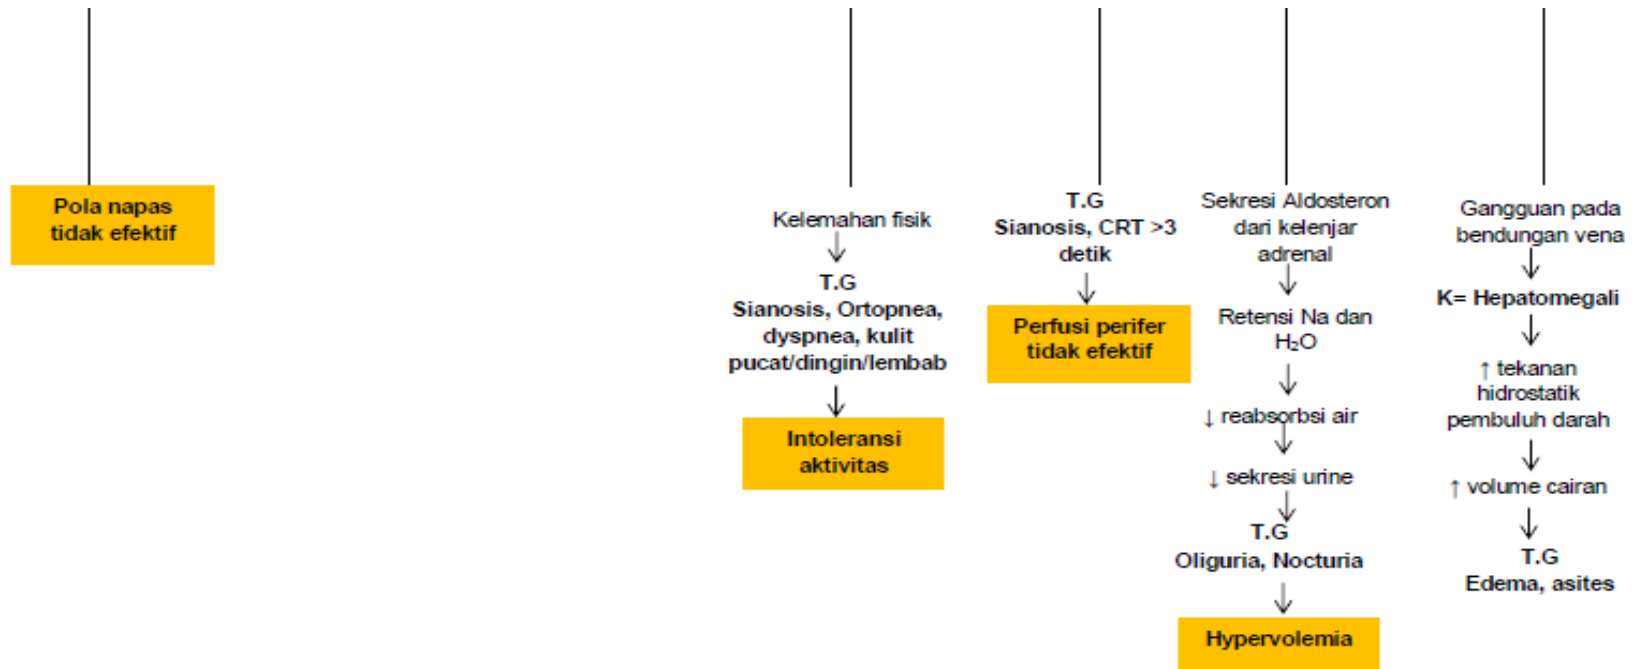 Pola napas
tidak efektif
Kelemahan fisik
T.G
Sianosis, Ortopnea,
dyspnea, kulit
pucat/dingin/lembab
Intoleransi
aktivitas
T.G
Sianosis, CRT >3
detik
Perfusi perifer
tidak efektif
Sekresi Aldosteron
dari kelenjar
adrenal
Retensi Na dan
H₂O
↓ reabsorbsi air
↓ sekresi urine
T.G
Oliguria, Nocturia
Hypervolemia
Gangguan pada
bendungan vena
K= Hepatomegali
↑ tekanan
hidrostatik
pembuluh darah
↑ volume cairan
T.G
Edema, asites